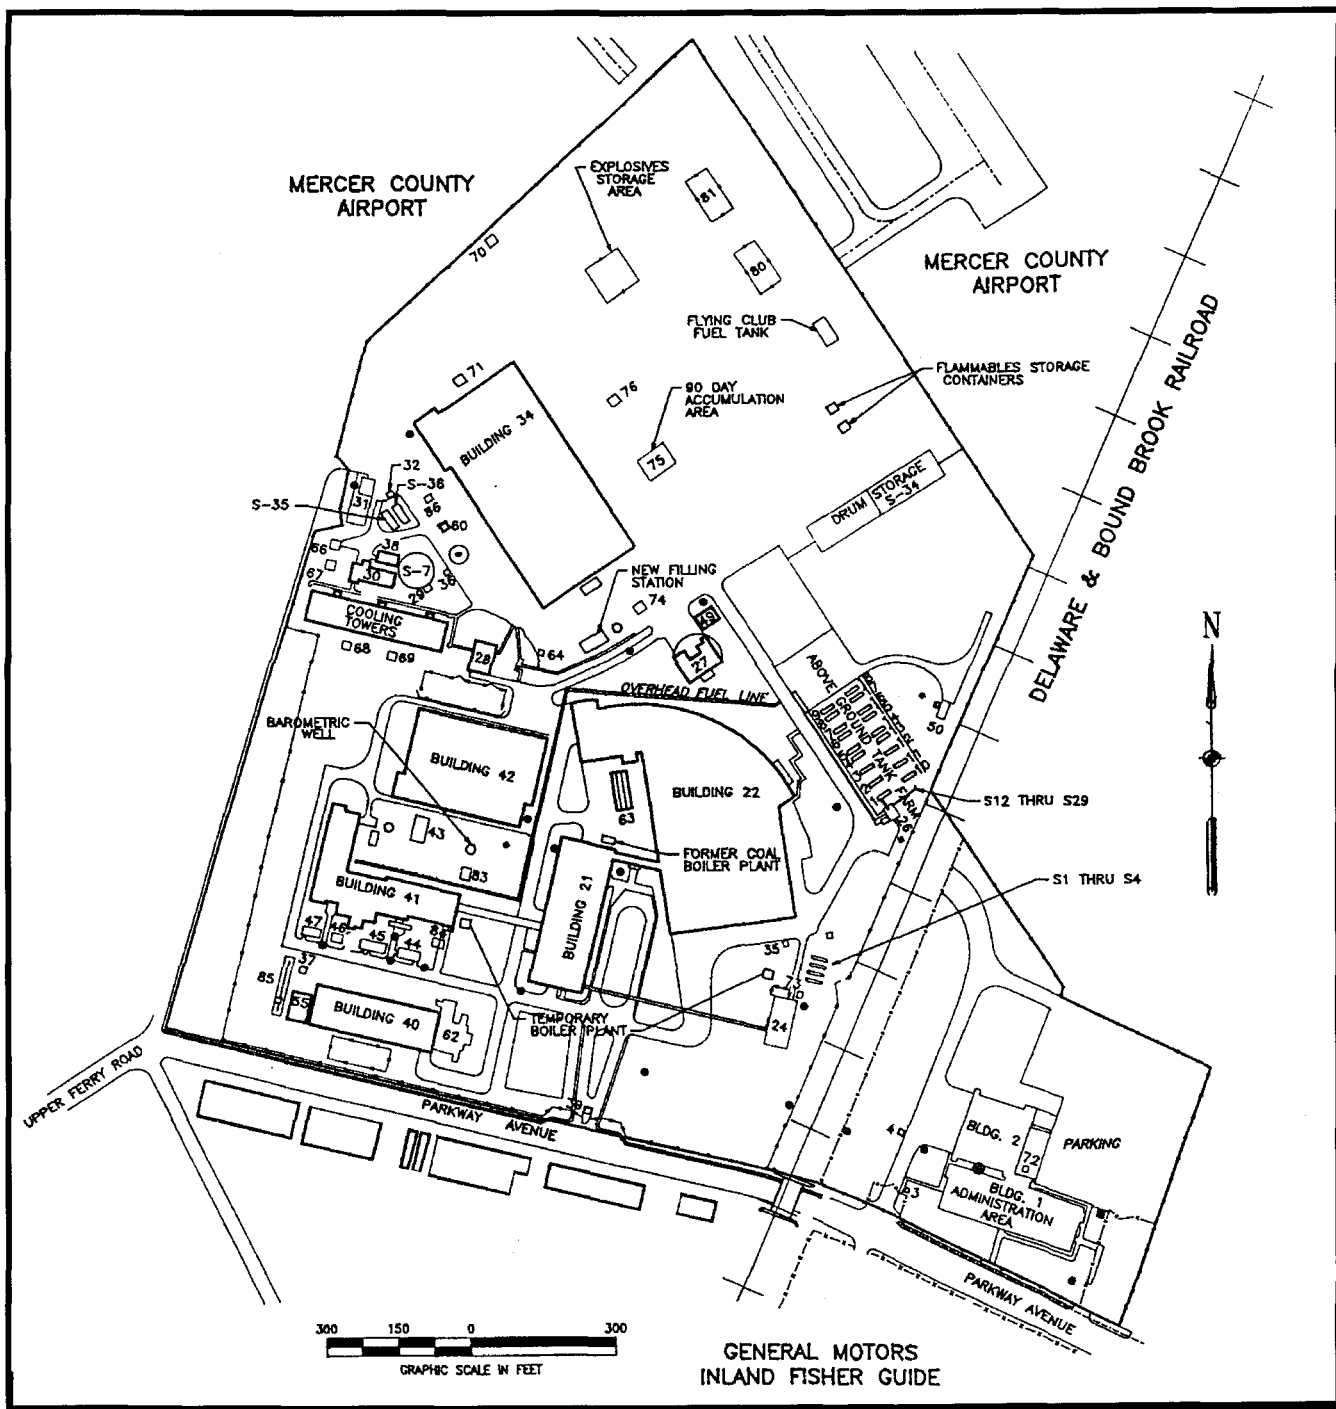 MERCER COUNTY
AIRPORT
EXPLOSIVES
STORAGE
AREA
81
70
80
MERCER COUNTY
AIRPORT
FLYING CLUB
FUEL TANK
DELAWARE & BOUND BROOK RAILROAD
71
76
90 DAY
ACCUMULATION
AREA
FLAMMABLES STORAGE
CONTAINERS
BUILDING 34
75
32
S-36
S-35
31
66
60
DRUM STORAGE
S-34
66
38
67
30
S-7
36
29
NEW FILLING
STATION
74
COOLING
TOWERS
68
69
28
64
27
N
OVERHEAD FUEL LINE
ABOVE GROUND TANK FARM
50
BAROMETRIC
WELL
BUILDING 42
BUILDING 22
63
S12 THRU S29
26
43
FORMER COAL
BOILER PLANT
83
BUILDING 41
BUILDING 21
S1 THRU S4
47
46
45
44
84
35
37
85
55
BUILDING 40
62
TEMPORARY
BOILER PLANT
24
UPPER FERRY ROAD
PARKWAY
AVENUE
39
4
BLDG. 2
72
PARKING
3
BLDG. 1
ADMINISTRATION
AREA
PARKWAY AVENUE
300 150 0 300
GRAPHIC SCALE IN FEET
GENERAL MOTORS
INLAND FISHER GUIDE